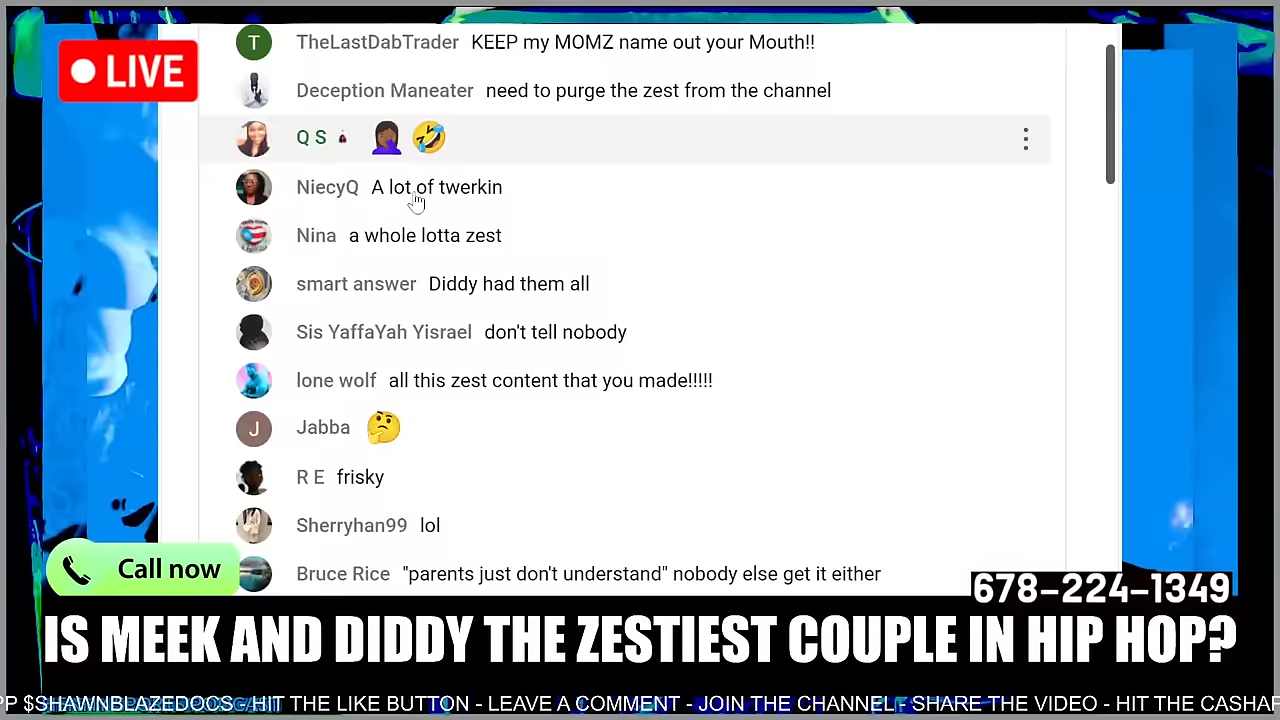 TheLastDabTrader KEEP my MOMZ name out your Mouth!!
LIVE
Deception Maneater need to purge the zest from the channel
Q S 🤦🏾‍♀️ 🤣
NiecyQ A lot of twerkin
Nina a whole lotta zest
smart answer Diddy had them all
Sis YaffaYah Yisrael don't tell nobody
lone wolf all this zest content that you made!!!!!
J Jabba 🤔
R E frisky
Sherryhan99 lol
Call now
Bruce Rice "parents just don't understand" nobody else get it either
678-224-1349
IS MEEK AND DIDDY THE ZESTIEST COUPLE IN HIP HOP?
PP $SHAWNBLAZEDOCS - HIT THE LIKE BUTTON - LEAVE A COMMENT - JOIN THE CHANNEL - SHARE THE VIDEO - HIT THE CASHAP